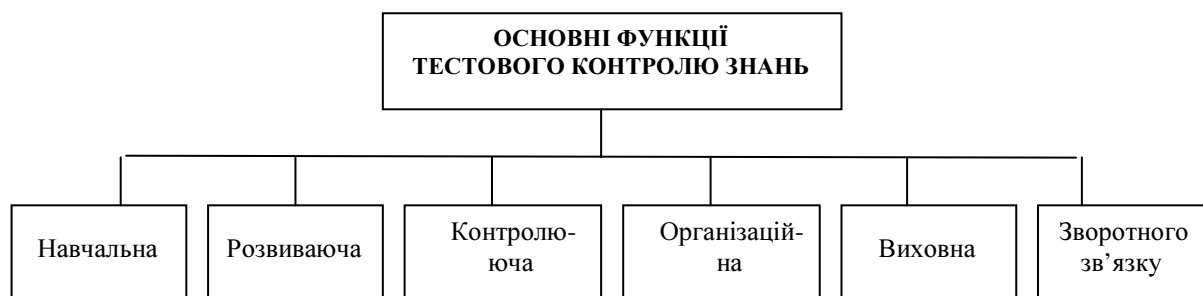 ОСНОВНІ ФУНКЦІЇ
ТЕСТОВОГО КОНТРОЛЮ ЗНАНЬ
Навчальна
Розвиваюча
Контролю-
юча
Організацій-
на
Виховна
Зворотного
зв’язку